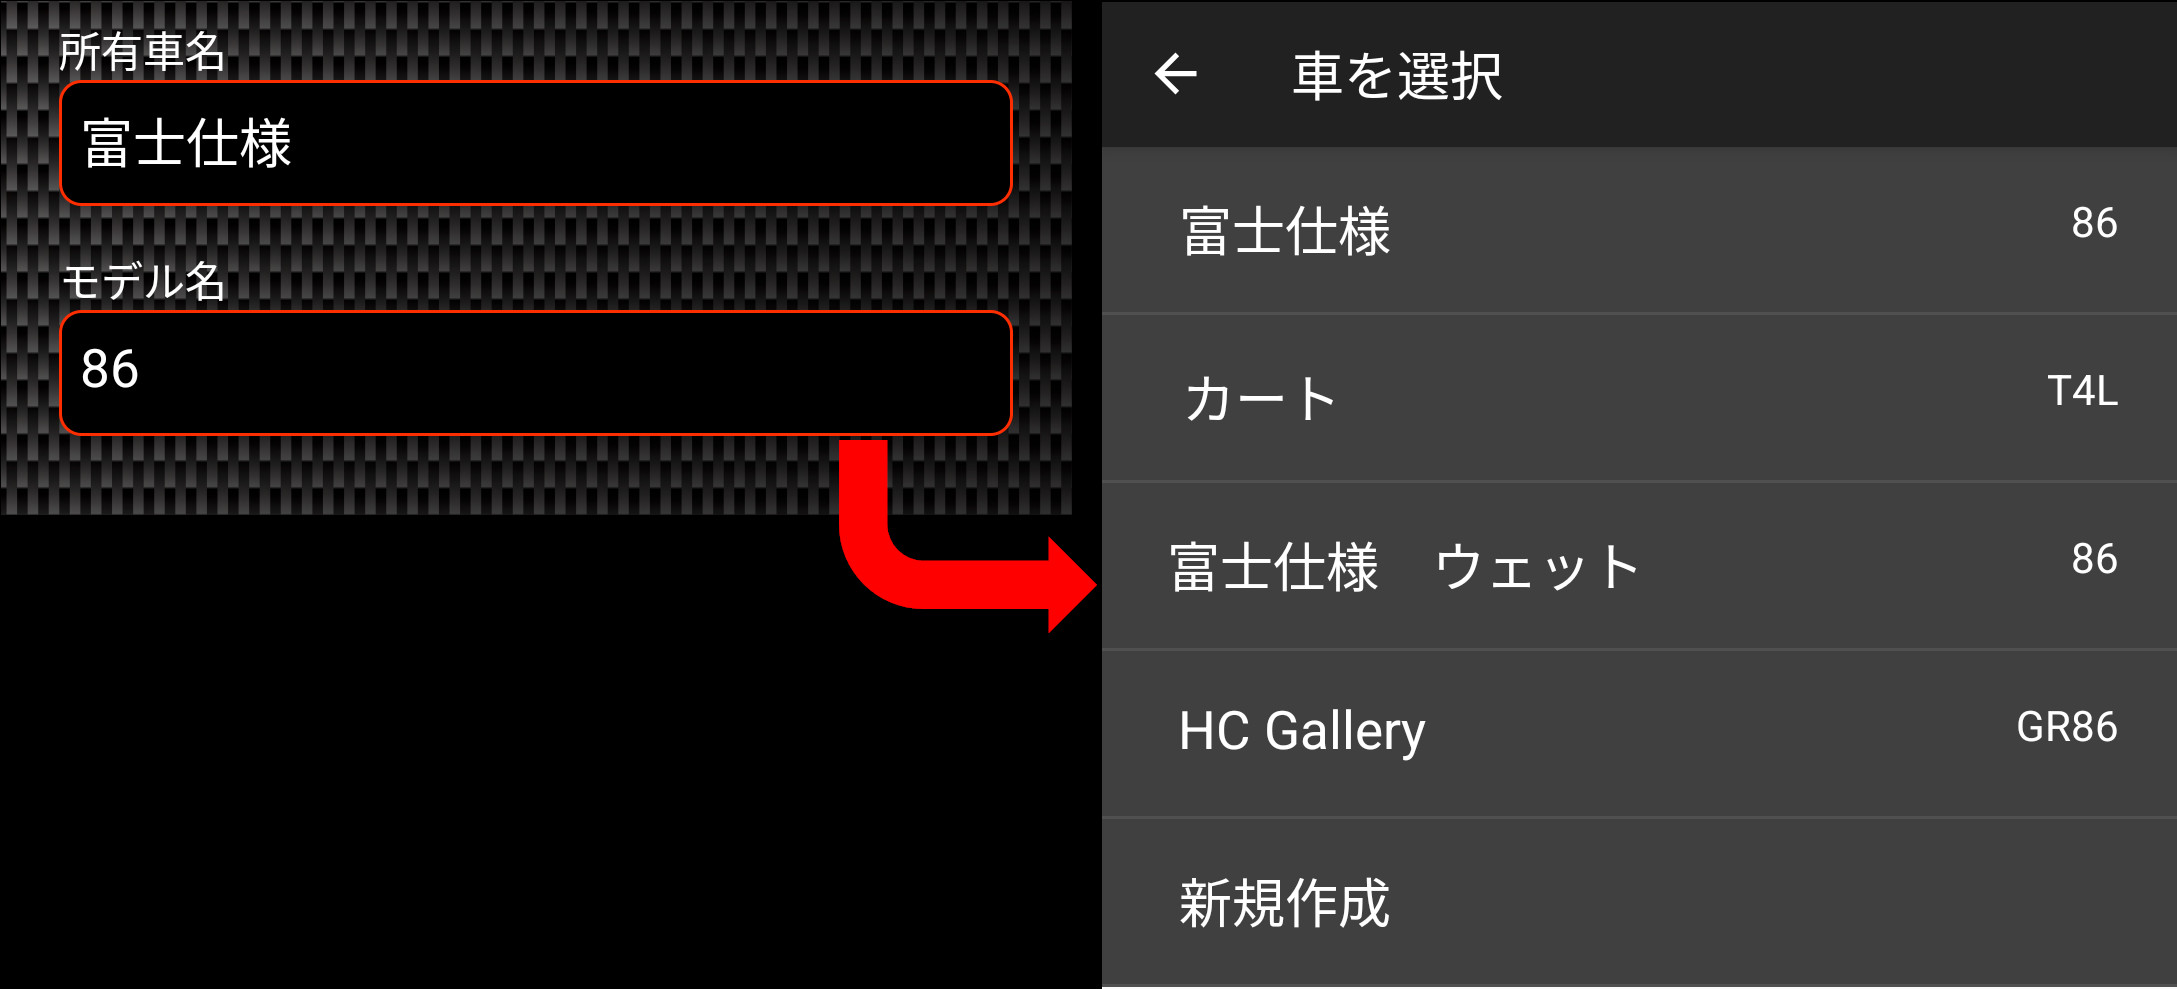 所有車名
富士仕様
モデル名
86
車を選択
富士仕様 86
カート T4L
富士仕様　ウェット 86
HC Gallery GR86
新規作成